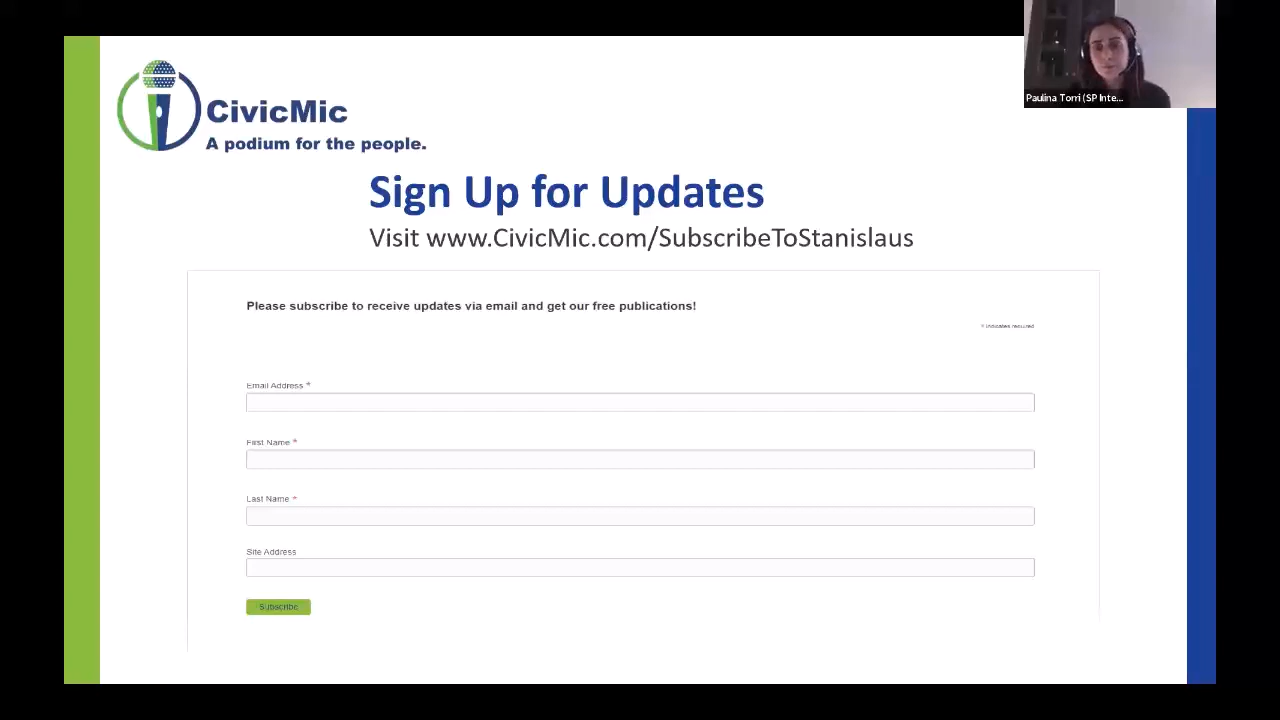 Paulina Torri (SP Inte...
CivicMic
A podium for the people.
Sign Up for Updates
Visit www.CivicMic.com/SubscribeToStanislaus
Please subscribe to receive updates via email and get our free publications!
* indicates required
Email Address *
First Name *
Last Name *
Site Address
Subscribe